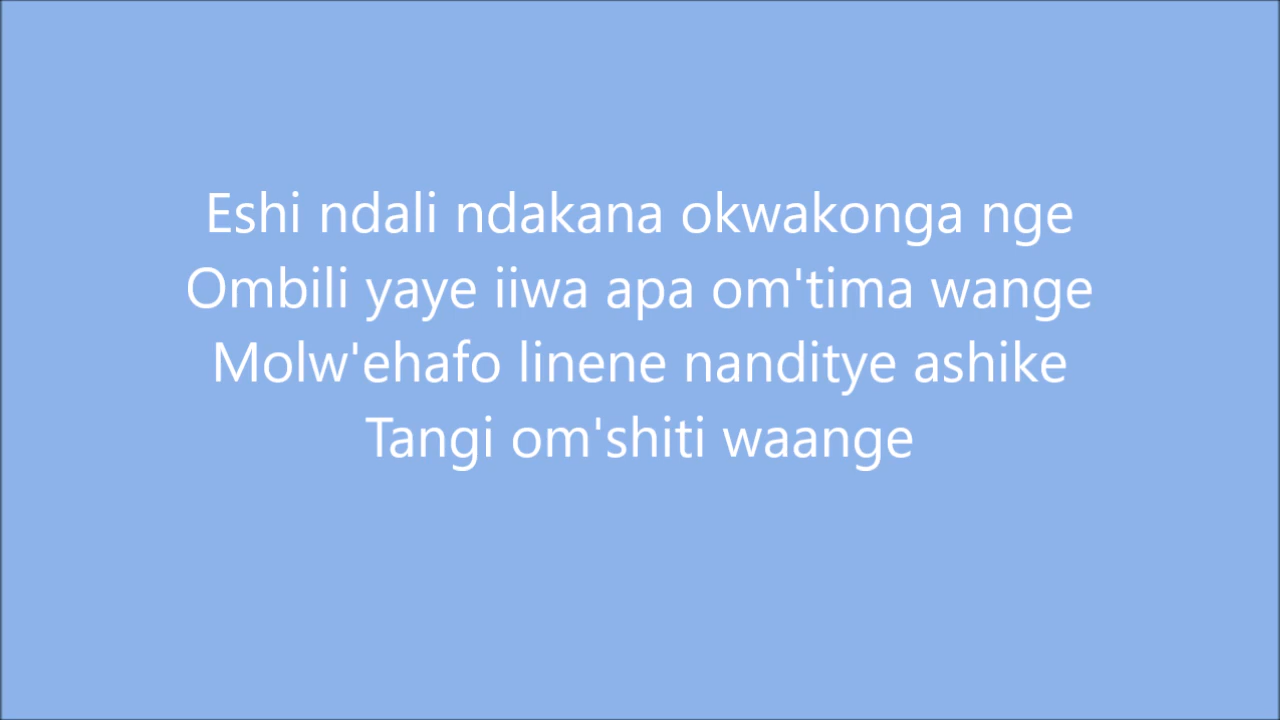 Eshi ndali ndakana okwakonga nge
Ombili yaye iiwa apa om'tima wange
Molw'ehafo linene nanditye ashike
Tangi om'shiti waange